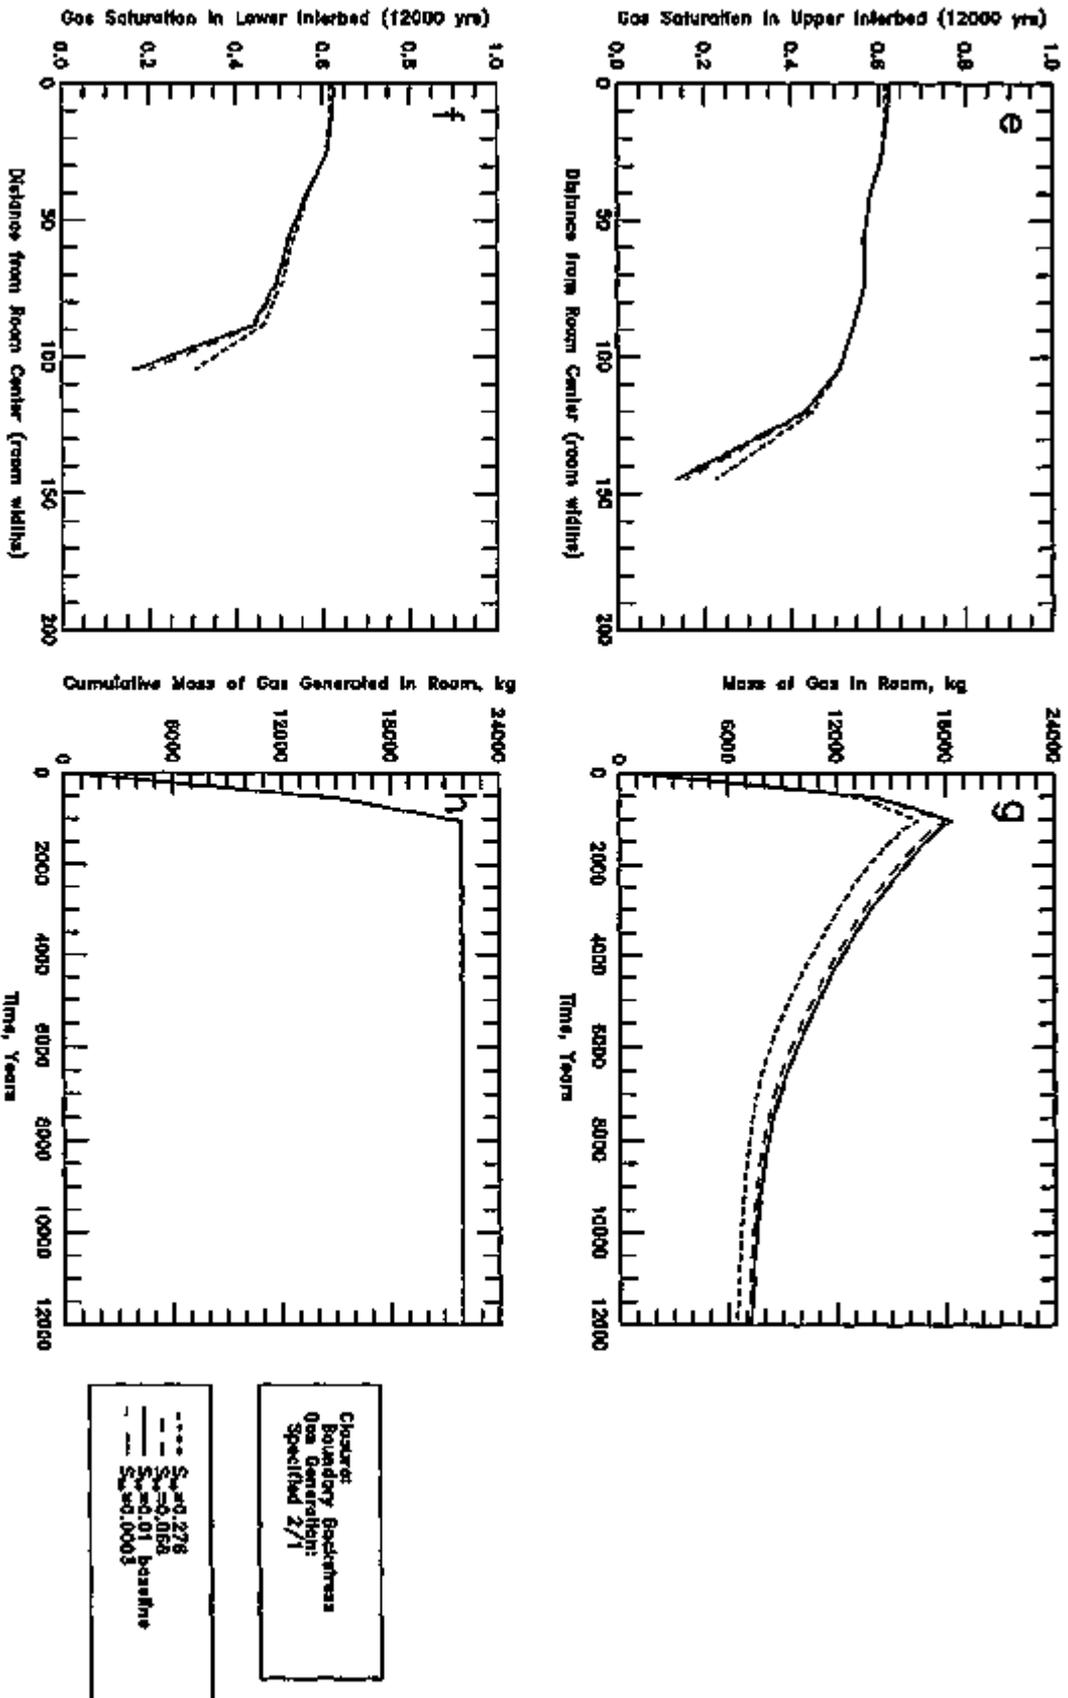 Gas Saturation in Upper Interbed (12000 yrs)
1.0
0.8
0.6
0.4
0.2
0.0
e
0
50
100
150
200
Distance from Room Center (room widths)
Mass of Gas in Room, kg
24000
18000
12000
6000
0
g
0
2000
4000
6000
8000
10000
12000
Time, Years
Gas Saturation in Lower Interbed (12000 yrs)
1.0
0.8
0.6
0.4
0.2
0.0
f
0
50
100
150
200
Distance from Room Center (room widths)
Cumulative Mass of Gas Generated in Room, kg
24000
18000
12000
6000
0
h
0
2000
4000
6000
8000
10000
12000
Time, Years
Closure:
Boundary Backstress
Gas Generation:
Specified 2/1
=0.276
=0.068
=0.01 baseline
=0.0003